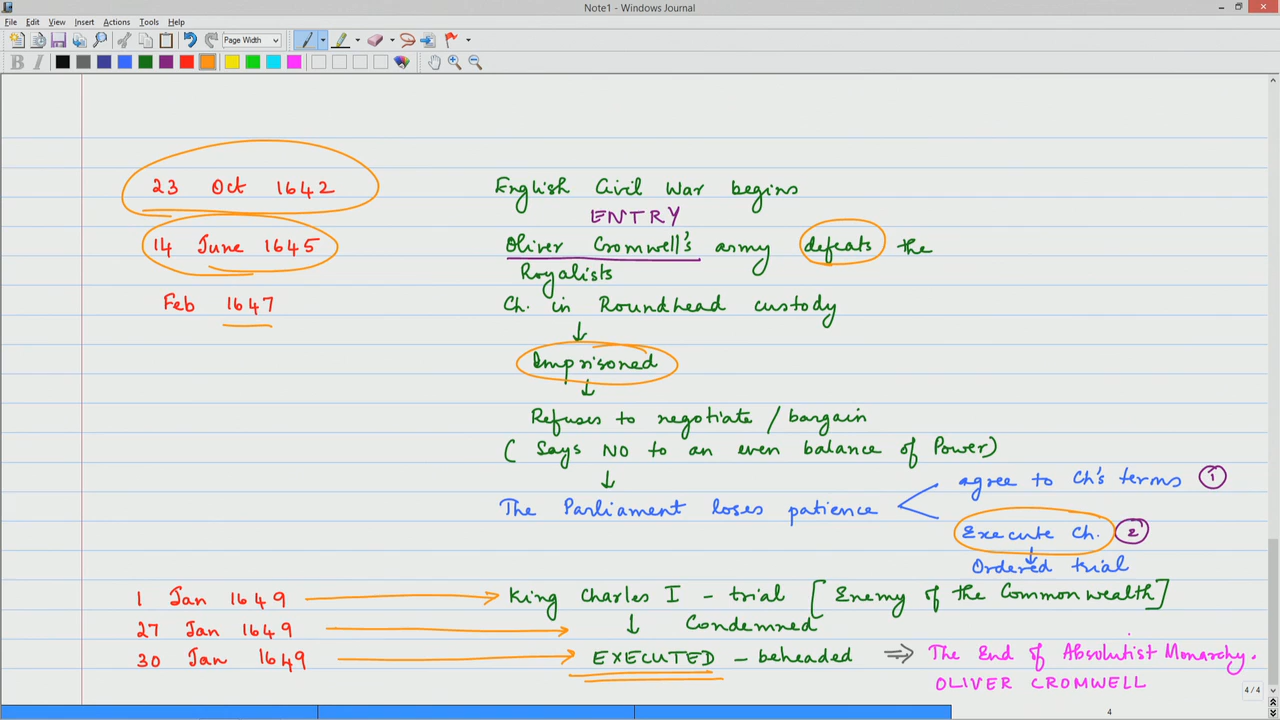 Note1 - Windows Journal
File Edit View Insert Actions Tools Help
Page Width
B I
23 Oct 1642 English Civil War begins
ENTRY
14 June 1645 Oliver Cromwell's army defeats the
Royalists
Feb 1647 Ch. in Roundhead custody
↓
Imprisoned
↓
Refuses to negotiate / bargain
( Says NO to an even balance of Power)
↓
agree to Ch's terms 1
The Parliament loses patience
Execute Ch. 2
↓
Ordered trial
1 Jan 1649 → King Charles I - trial [Enemy of the Commonwealth]
27 Jan 1649 → ↓ Condemned
30 Jan 1649 → EXECUTED - beheaded ⇒ The End of Absolutist Monarchy.
OLIVER CROMWELL
4/4
4